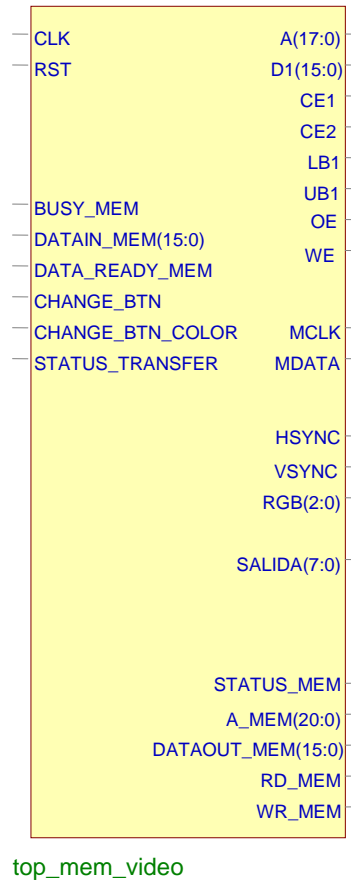 CLK
A(17:0)
RST
D1(15:0)
CE1
CE2
LB1
UB1
BUSY_MEM
OE
DATAIN_MEM(15:0)
WE
DATA_READY_MEM
CHANGE_BTN
CHANGE_BTN_COLOR
MCLK
STATUS_TRANSFER
MDATA
HSYNC
VSYNC
RGB(2:0)
SALIDA(7:0)
STATUS_MEM
A_MEM(20:0)
DATAOUT_MEM(15:0)
RD_MEM
WR_MEM
top_mem_video